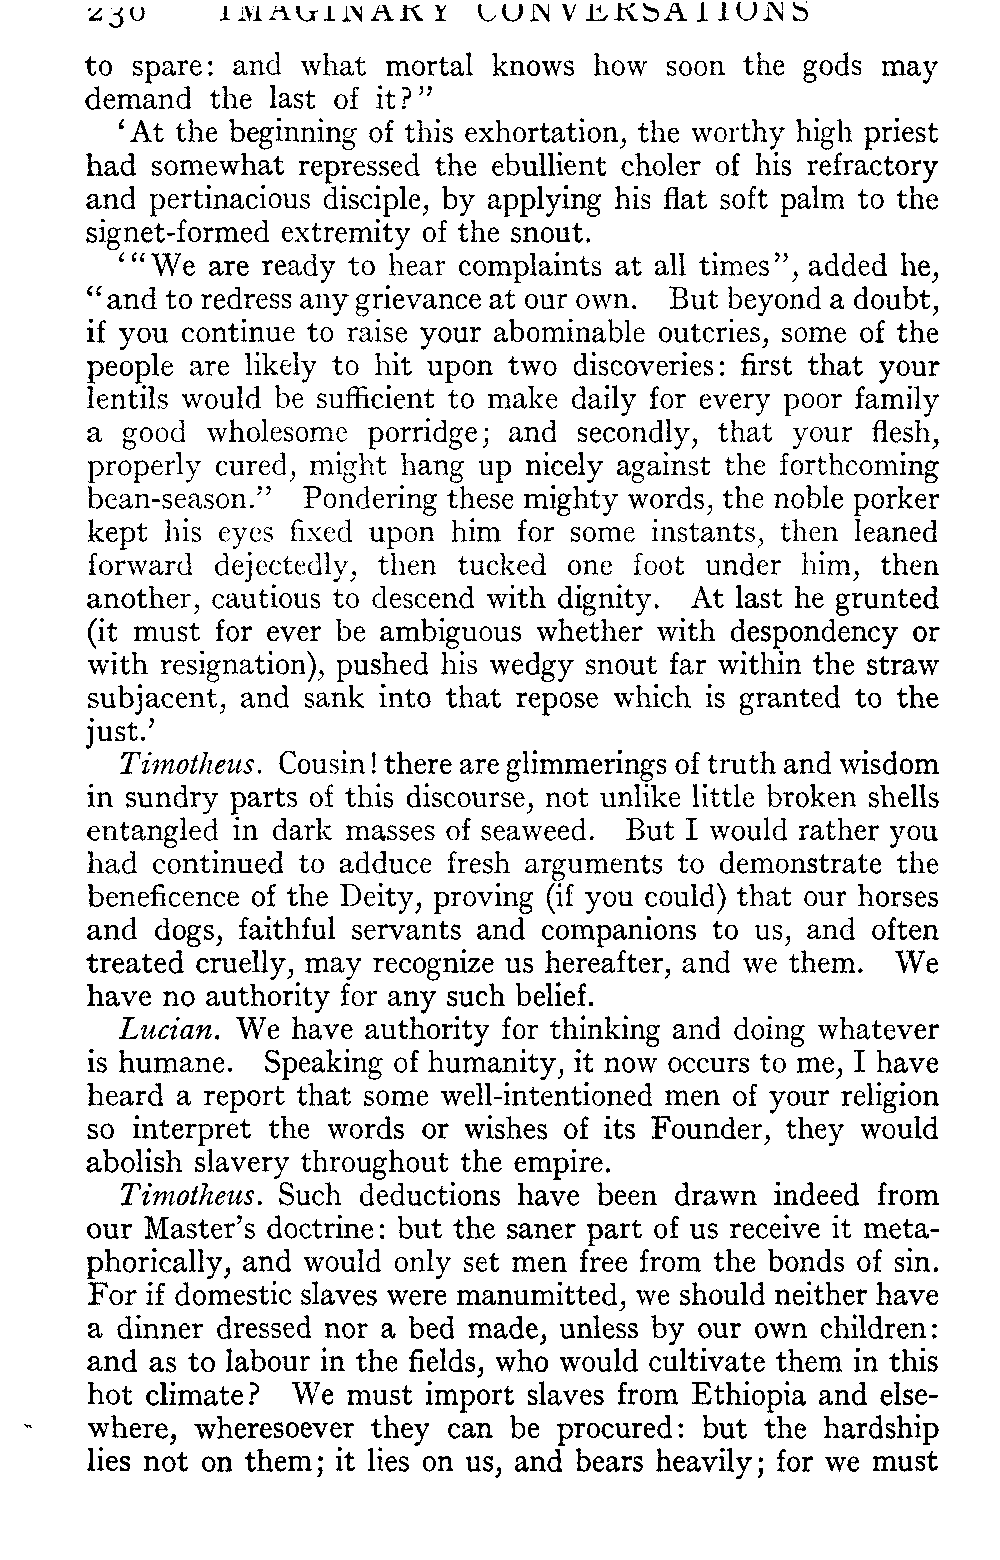 230 IMAGINARY CONVERSATIONS
to spare: and what mortal knows how soon the gods may
demand the last of it?"
‘At the beginning of this exhortation, the worthy high priest
had somewhat repressed the ebullient choler of his refractory
and pertinacious disciple, by applying his flat soft palm to the
signet-formed extremity of the snout.
‘“We are ready to hear complaints at all times”, added he,
“and to redress any grievance at our own. But beyond a doubt,
if you continue to raise your abominable outcries, some of the
people are likely to hit upon two discoveries: first that your
lentils would be sufficient to make daily for every poor family
a good wholesome porridge; and secondly, that your flesh,
properly cured, might hang up nicely against the forthcoming
bean-season.” Pondering these mighty words, the noble porker
kept his eyes fixed upon him for some instants, then leaned
forward dejectedly, then tucked one foot under him, then
another, cautious to descend with dignity. At last he grunted
(it must for ever be ambiguous whether with despondency or
with resignation), pushed his wedgy snout far within the straw
subjacent, and sank into that repose which is granted to the
just.’
Timotheus. Cousin! there are glimmerings of truth and wisdom
in sundry parts of this discourse, not unlike little broken shells
entangled in dark masses of seaweed. But I would rather you
had continued to adduce fresh arguments to demonstrate the
beneficence of the Deity, proving (if you could) that our horses
and dogs, faithful servants and companions to us, and often
treated cruelly, may recognize us hereafter, and we them. We
have no authority for any such belief.
Lucian. We have authority for thinking and doing whatever
is humane. Speaking of humanity, it now occurs to me, I have
heard a report that some well-intentioned men of your religion
so interpret the words or wishes of its Founder, they would
abolish slavery throughout the empire.
Timotheus. Such deductions have been drawn indeed from
our Master’s doctrine: but the saner part of us receive it meta-
phorically, and would only set men free from the bonds of sin.
For if domestic slaves were manumitted, we should neither have
a dinner dressed nor a bed made, unless by our own children:
and as to labour in the fields, who would cultivate them in this
hot climate? We must import slaves from Ethiopia and else-
where, wheresoever they can be procured: but the hardship
lies not on them; it lies on us, and bears heavily; for we must